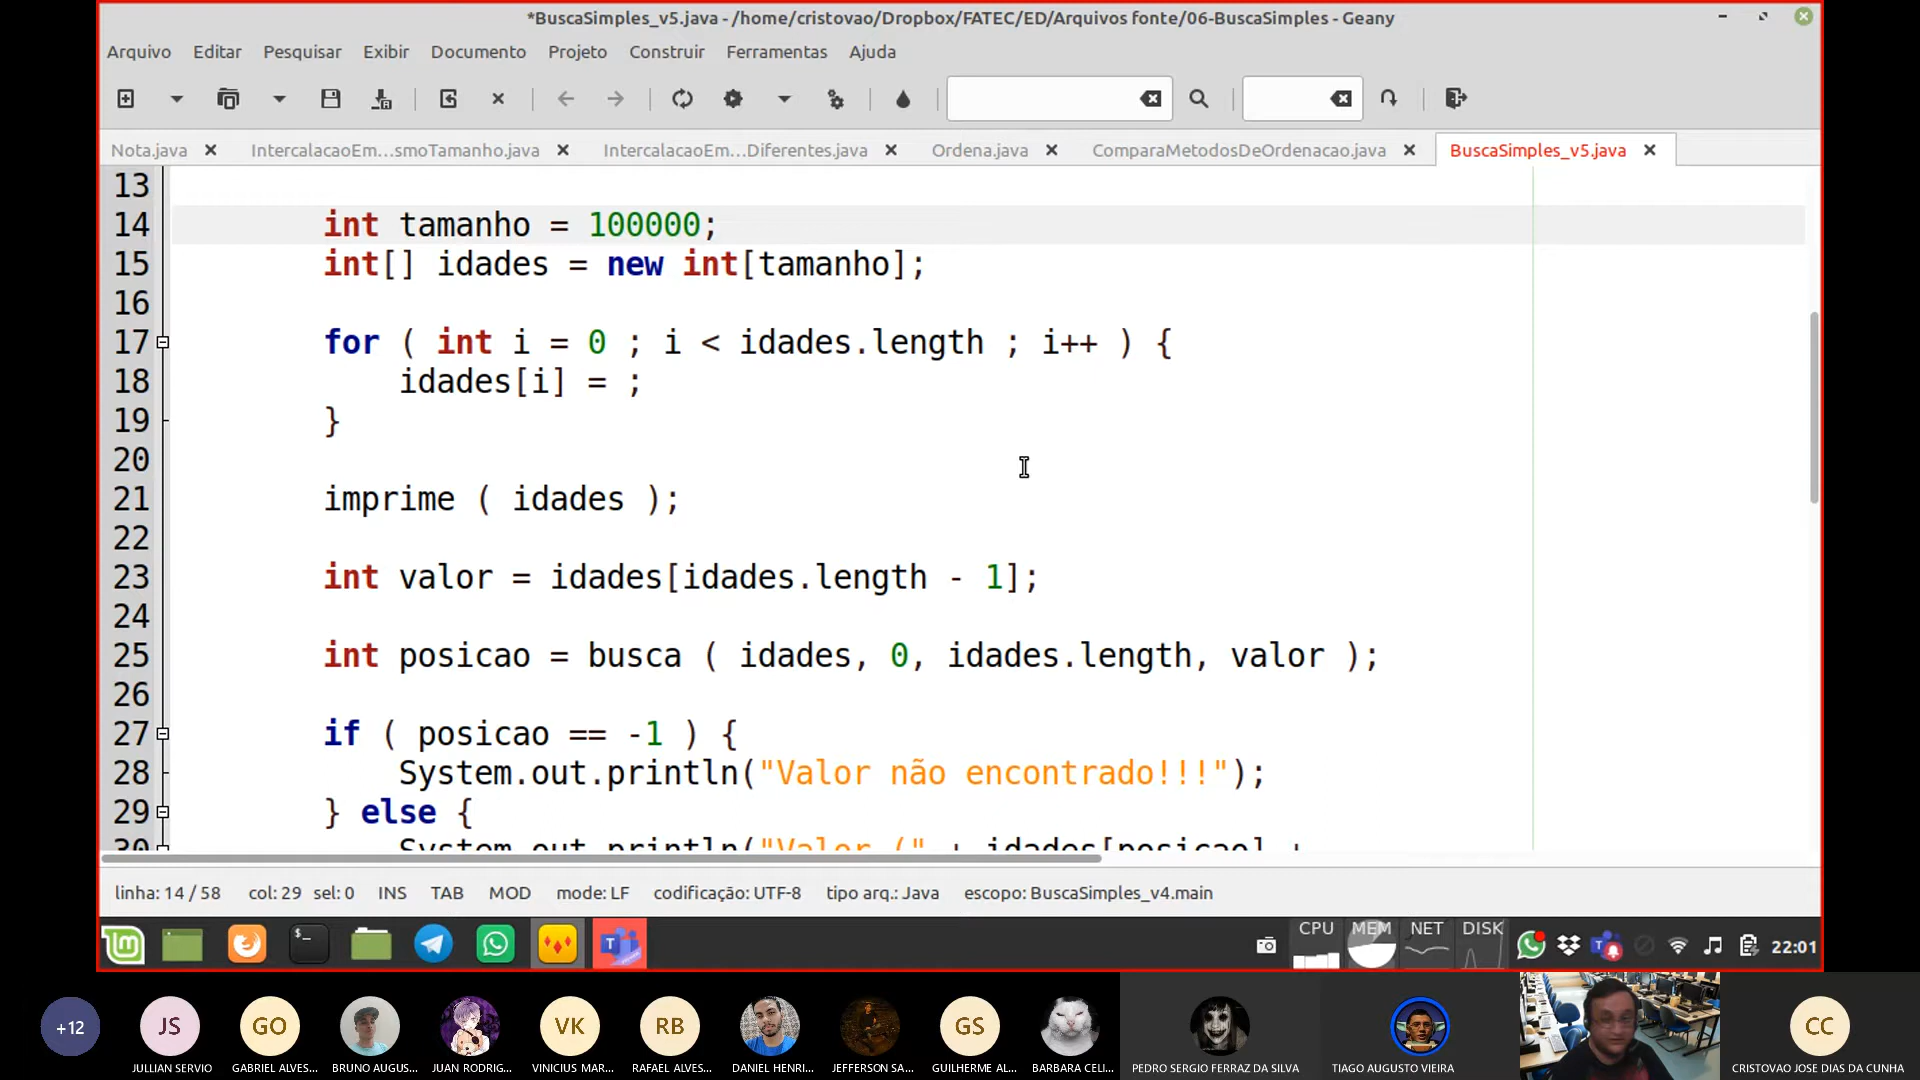 *BuscaSimples_v5.java - /home/cristovao/Dropbox/FATEC/ED/Arquivos fonte/06-BuscaSimples - Geany
Arquivo Editar Pesquisar Exibir Documento Projeto Construir Ferramentas Ajuda
Nota.java IntercalacaoEm...smoTamanho.java IntercalacaoEm...Diferentes.java Ordena.java ComparaMetodosDeOrdenacao.java BuscaSimples_v5.java
13
14 int tamanho = 100000;
15 int[] idades = new int[tamanho];
16
17 for ( int i = 0 ; i < idades.length ; i++ ) {
18 idades[i] = ;
19 }
20
21 imprime ( idades );
22
23 int valor = idades[idades.length - 1];
24
25 int posicao = busca ( idades, 0, idades.length, valor );
26
27 if ( posicao == -1 ) {
28 System.out.println("Valor não encontrado!!!");
29 } else {
30 System.out.println("Valor (" + idades[posicao] +
linha: 14 / 58 col: 29 sel: 0 INS TAB MOD mode: LF codificação: UTF-8 tipo arq.: Java escopo: BuscaSimples_v4.main
CPU MEM NET DISK 22:01
+12 JS GO VK RB GS CC
JULLIAN SERVIO GABRIEL ALVES... BRUNO AUGUS... JUAN RODRIG... VINICIUS MAR... RAFAEL ALVES... DANIEL HENRI... JEFFERSON SA... GUILHERME AL... BARBARA CELI... PEDRO SERGIO FERRAZ DA SILVA TIAGO AUGUSTO VIEIRA CRISTOVAO JOSE DIAS DA CUNHA